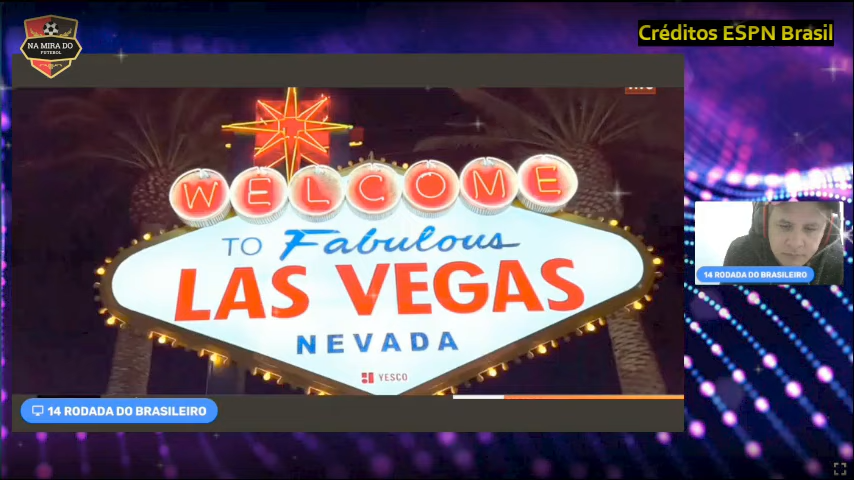 NA MIRA DO
FUTEBOL
Créditos ESPN Brasil
WELCOME
TO Fabulous
LAS VEGAS
NEVADA
YESCO
14 RODADA DO BRASILEIRO
14 RODADA DO BRASILEIRO